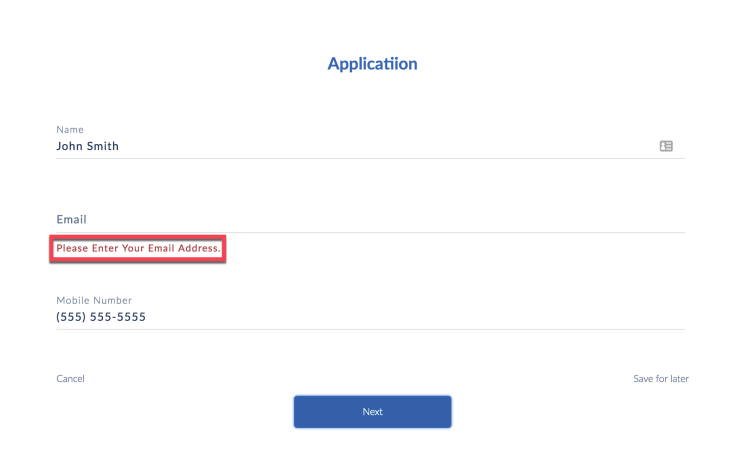 Applicatiion
Name
John Smith
Email
Please Enter Your Email Address.
Mobile Number
(555) 555-5555
Cancel
Save for later
Next